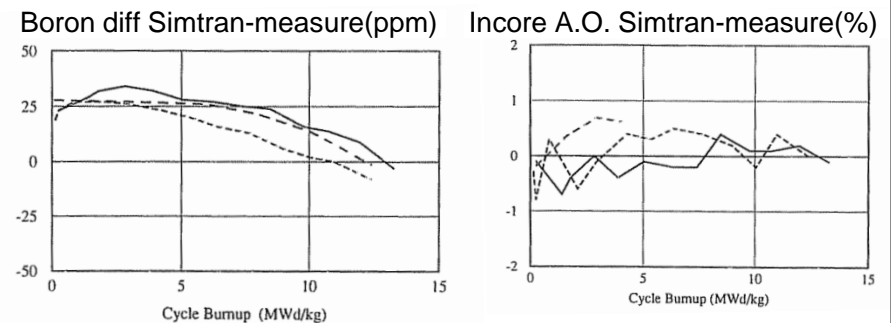 Boron diff Simtran-measure(ppm)
50
25
0
-25
-50
0 5 10 15
Cycle Burnup (MWd/kg)
Incore A.O. Simtran-measure(%)
2
1
0
-1
-2
0 5 10 15
Cycle Burnup (MWd/kg)